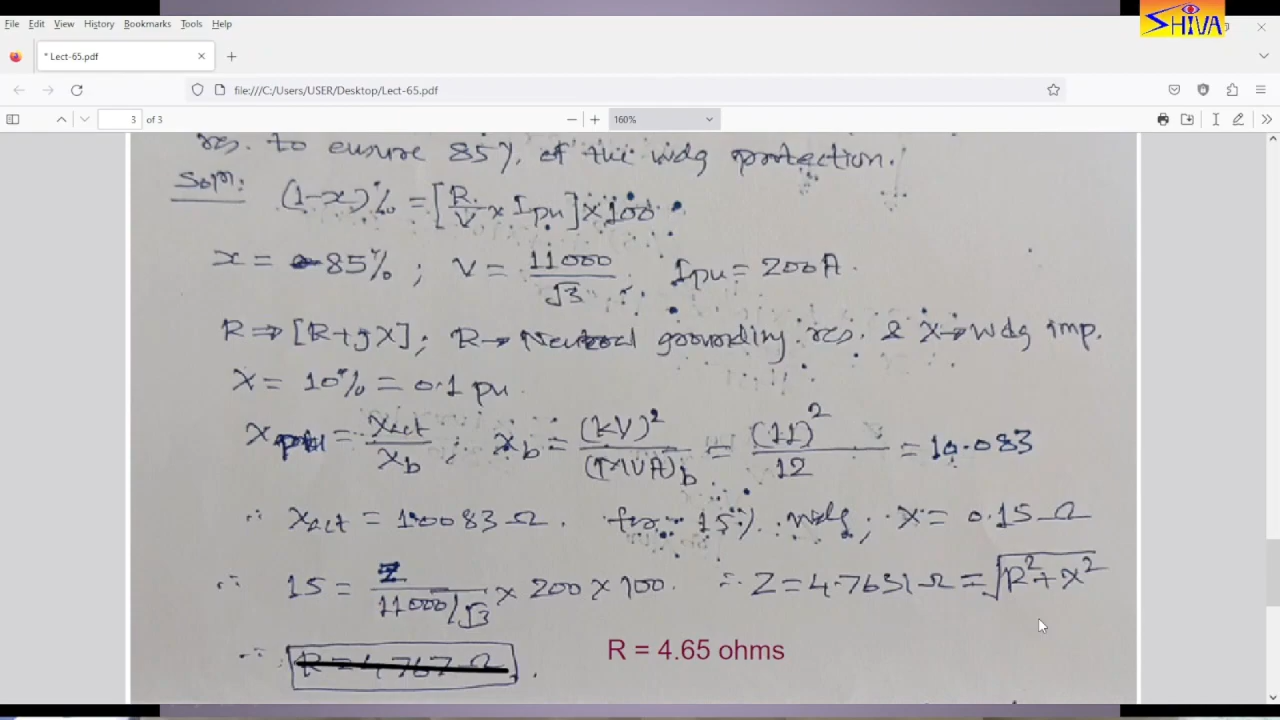 SHIVA
File Edit View History Bookmarks Tools Help
* Lect-65.pdf
file:///C:/Users/USER/Desktop/Lect-65.pdf
3 of 3
160%
res. to ensure 85% of the wdg protection.
Soln:
(1-x)% = [R/V × Ipu] × 100
x = 85% ; V = 11000/√3 ; Ipu = 200A.
R ⇒ [R+jX]; R → Neutral grounding res. & X → Wdg imp.
X = 10% = 0.1 pu.
Xpu = Xact/Xb ; Xb = (KV)²/(MVA)b = (11)²/12 = 10.083
∴ Xact = 1.0083 Ω. for 15% wdg; X = 0.15 Ω
∴ 15 = Z/11000/√3 × 200 × 100. ∴ Z = 4.7631 Ω = √R²+X²
∴ R = 4.767 Ω.
R = 4.65 ohms